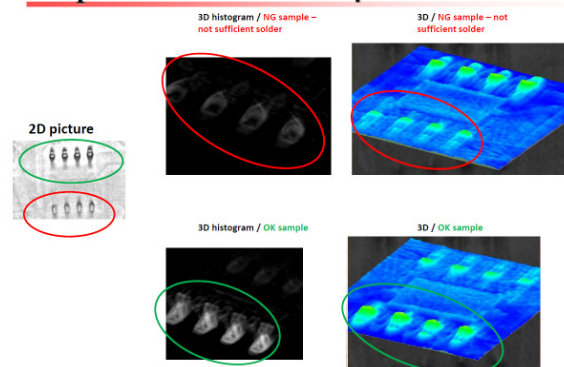 3D histogram / NG sample –
not sufficient solder
3D / NG sample – not
sufficient solder
2D picture
3D histogram / OK sample
3D / OK sample